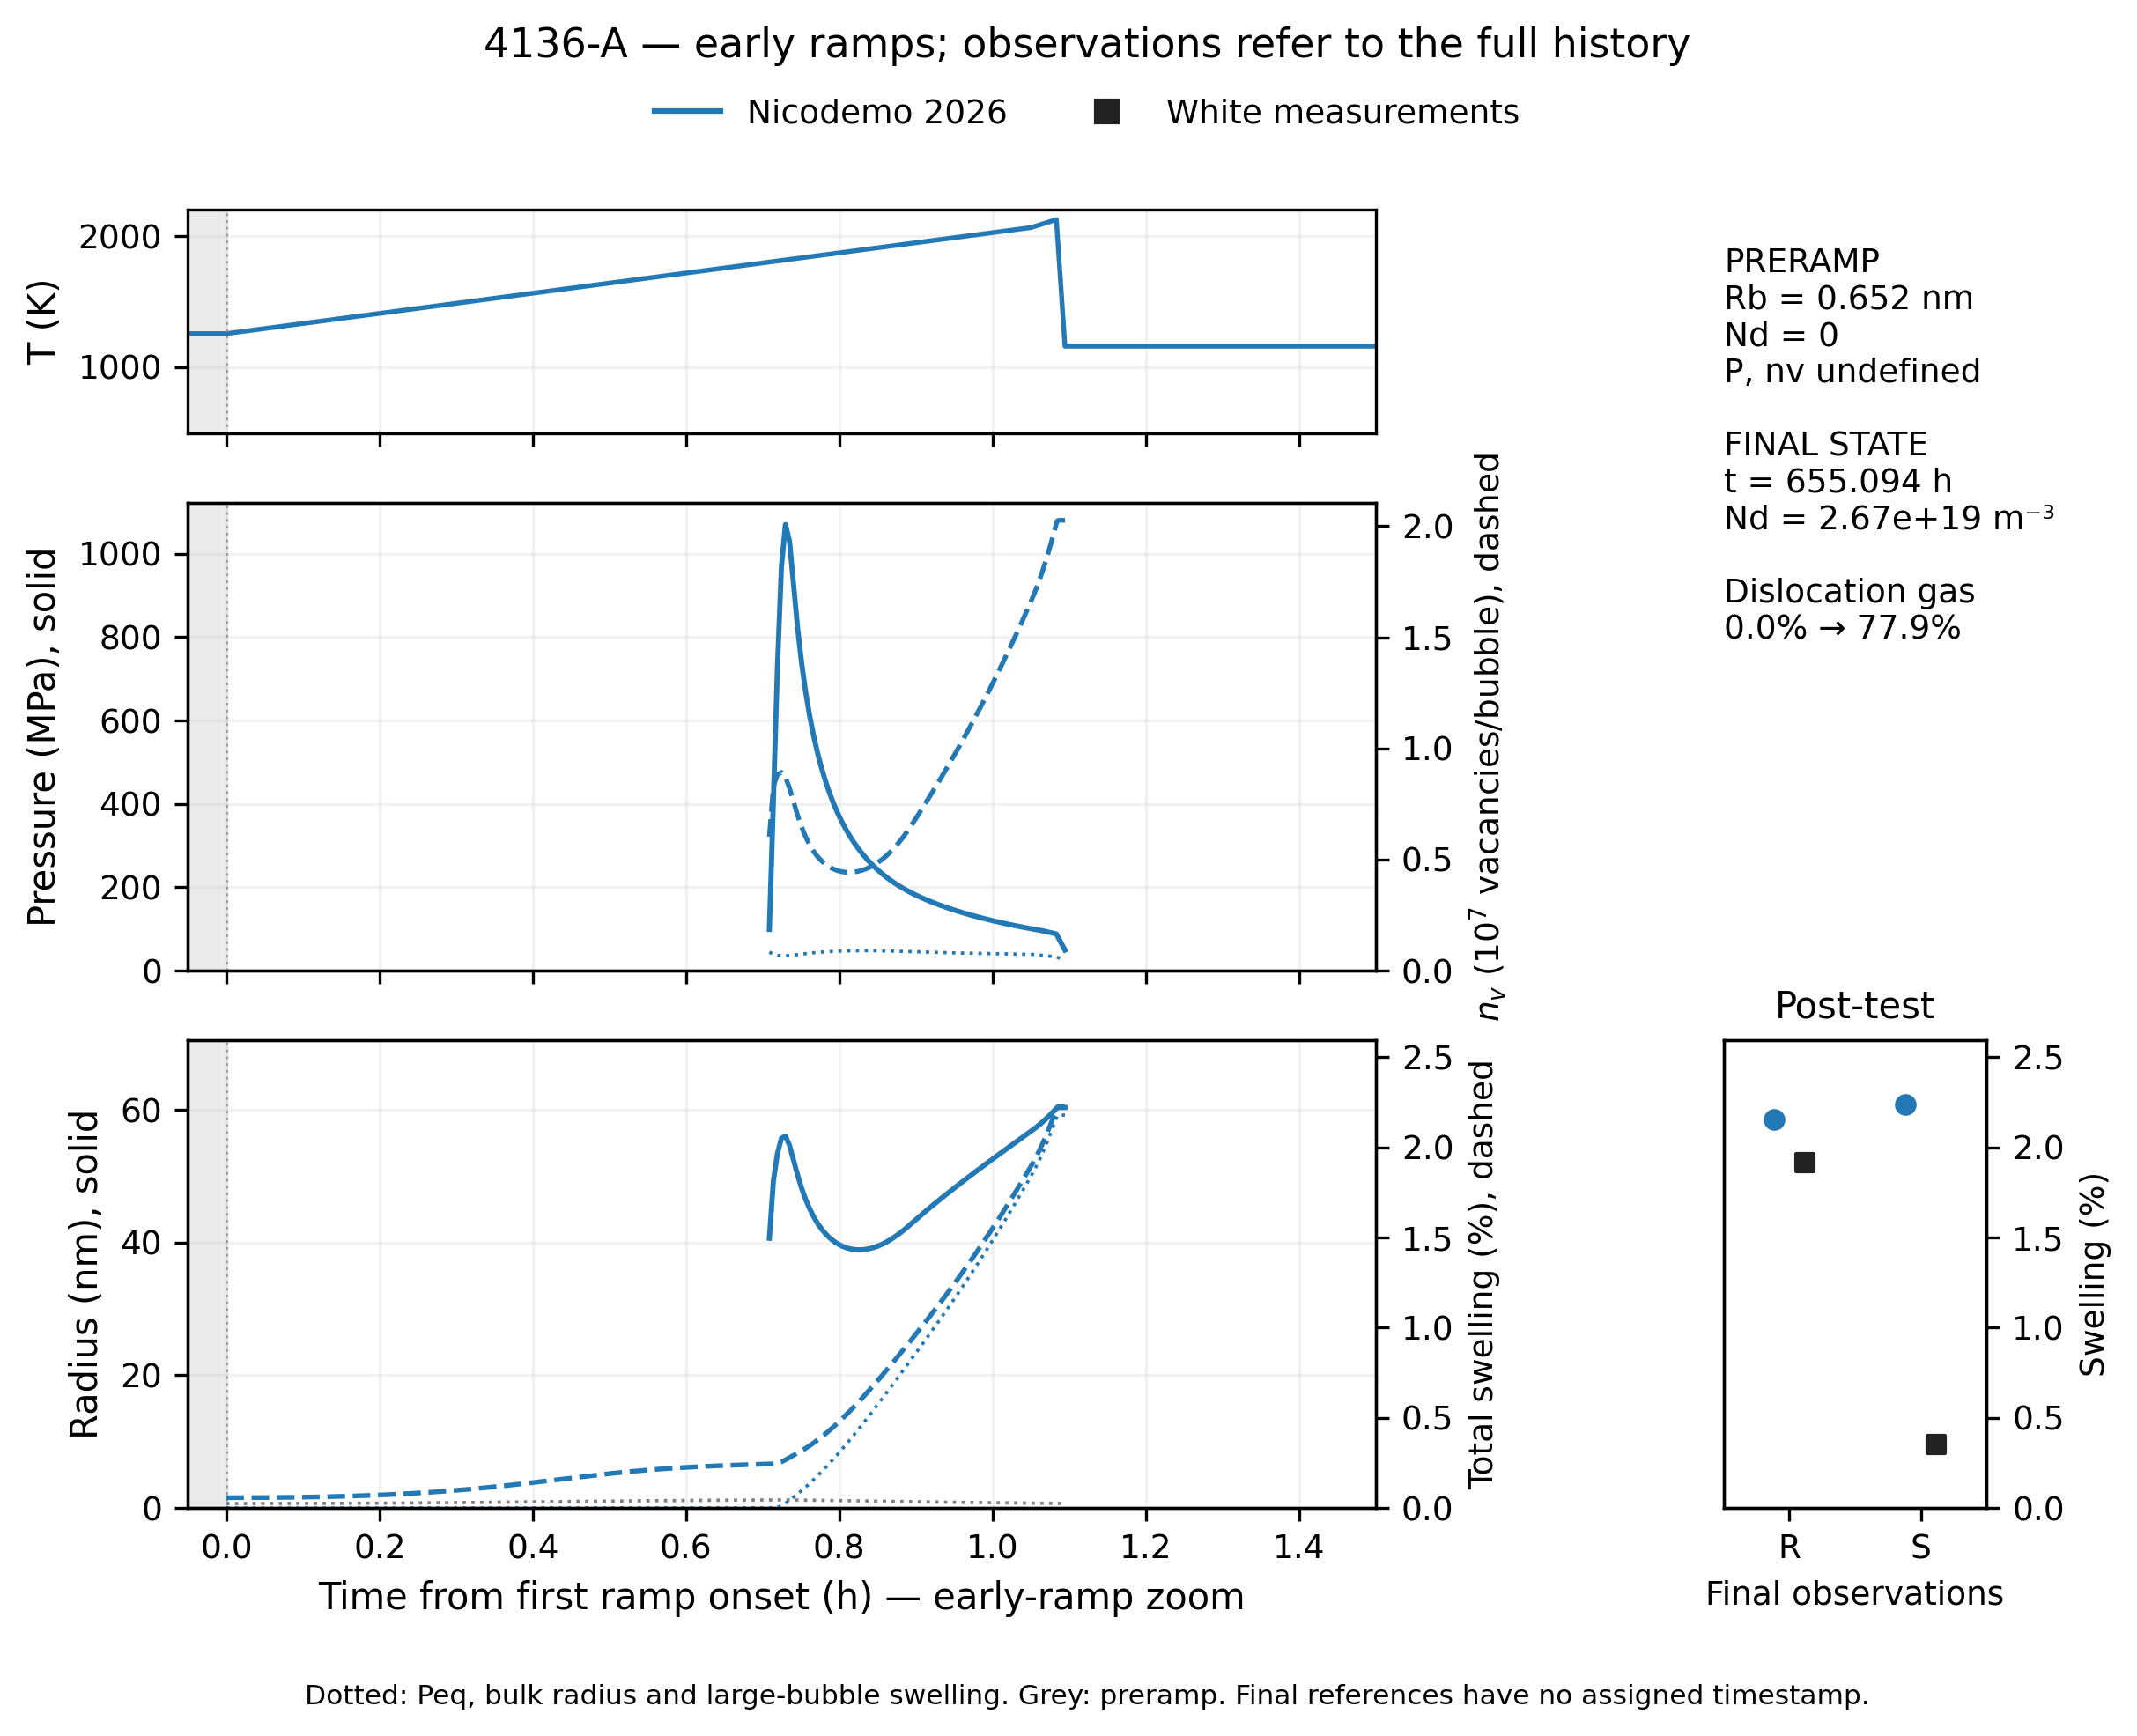 4136-A — early ramps; observations refer to the full history
Nicodemo 2026
White measurements
T (K)
2000
1000
PRERAMP
Rb = 0.652 nm
Nd = 0
P, nv undefined
FINAL STATE
t = 655.094 h
Nd = 2.67e+19 m⁻³
Dislocation gas
0.0% → 77.9%
Pressure (MPa), solid
1000
800
600
400
200
0
2.0
1.5
1.0
0.5
0.0
nᵥ (10⁷ vacancies/bubble), dashed
Radius (nm), solid
60
40
20
0
2.5
2.0
1.5
1.0
0.5
0.0
Total swelling (%), dashed
0.0 0.2 0.4 0.6 0.8 1.0 1.2 1.4
Time from first ramp onset (h) — early-ramp zoom
Post-test
2.5
2.0
1.5
1.0
0.5
0.0
Swelling (%)
R S
Final observations
Dotted: Peq, bulk radius and large-bubble swelling. Grey: preramp. Final references have no assigned timestamp.